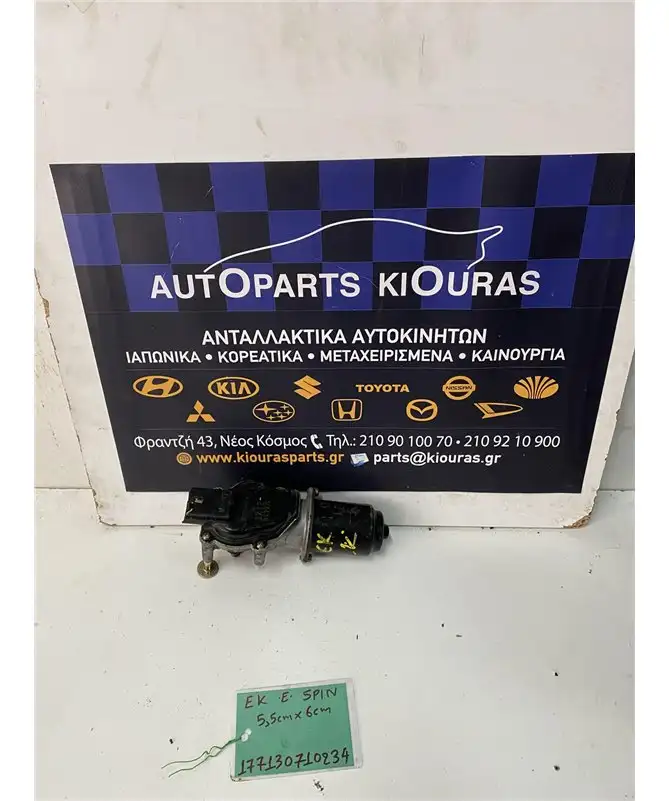 AUTOPARTS KIOURAS
ΑΝΤΑΛΛΑΚΤΙΚΑ ΑΥΤΟΚΙΝΗΤΩΝ
ΙΑΠΩΝΙΚΑ • ΚΟΡΕΑΤΙΚΑ • ΜΕΤΑΧΕΙΡΙΣΜΕΝΑ • ΚΑΙΝΟΥΡΓΙΑ
KIA TOYOTA NISSAN
Φραντζή 43, Νέος Κόσμος Τηλ.: 210 90 100 70 • 210 92 10 900
www.kiourasparts.gr parts@kiouras.gr
EK E. SPIN
5,5cm x 6cm
177130710234